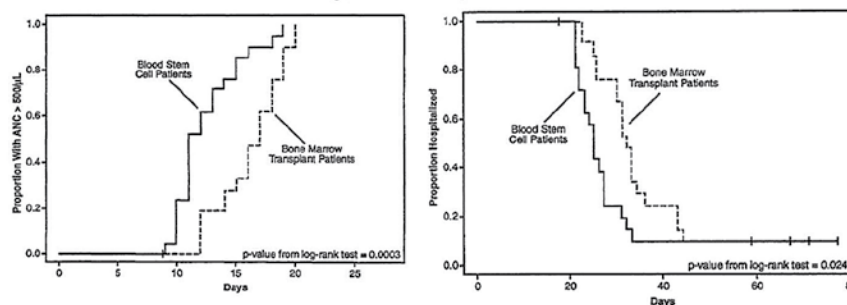 Proportion With ANC > 500/μL
1.0
0.8
0.6
0.4
0.2
0.0
Blood Stem
Cell Patients
Bone Marrow
Transplant Patients
p-value from log-rank test = 0.0003
0
5
10
15
20
25
Days
Proportion Hospitalized
1.0
0.8
0.6
0.4
0.2
0.0
Bone Marrow
Transplant Patients
Blood Stem
Cell Patients
p-value from log-rank test = 0.024
0
20
40
60
Days